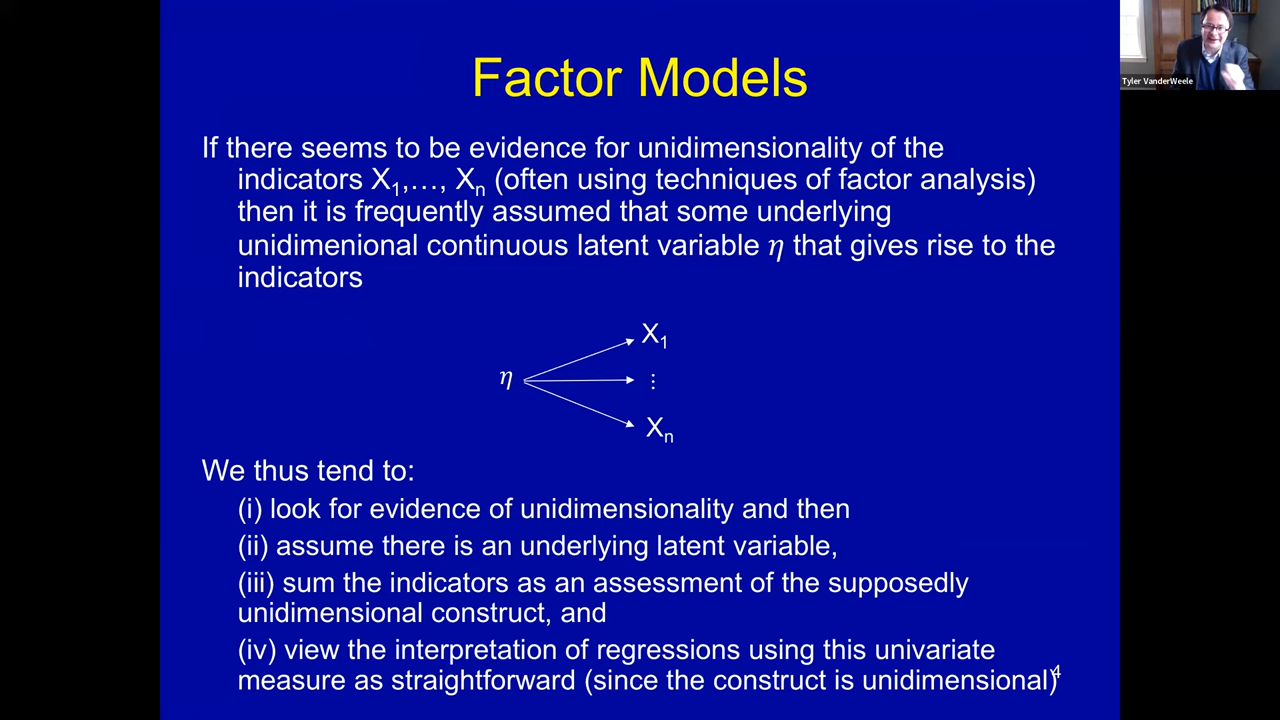 Factor Models
Tyler VanderWeele
If there seems to be evidence for unidimensionality of the
indicators X1,…, Xn (often using techniques of factor analysis)
then it is frequently assumed that some underlying
unidimenional continuous latent variable η that gives rise to the
indicators
X1
η
⋮
Xn
We thus tend to:
(i) look for evidence of unidimensionality and then
(ii) assume there is an underlying latent variable,
(iii) sum the indicators as an assessment of the supposedly
unidimensional construct, and
(iv) view the interpretation of regressions using this univariate
measure as straightforward (since the construct is unidimensional)
4